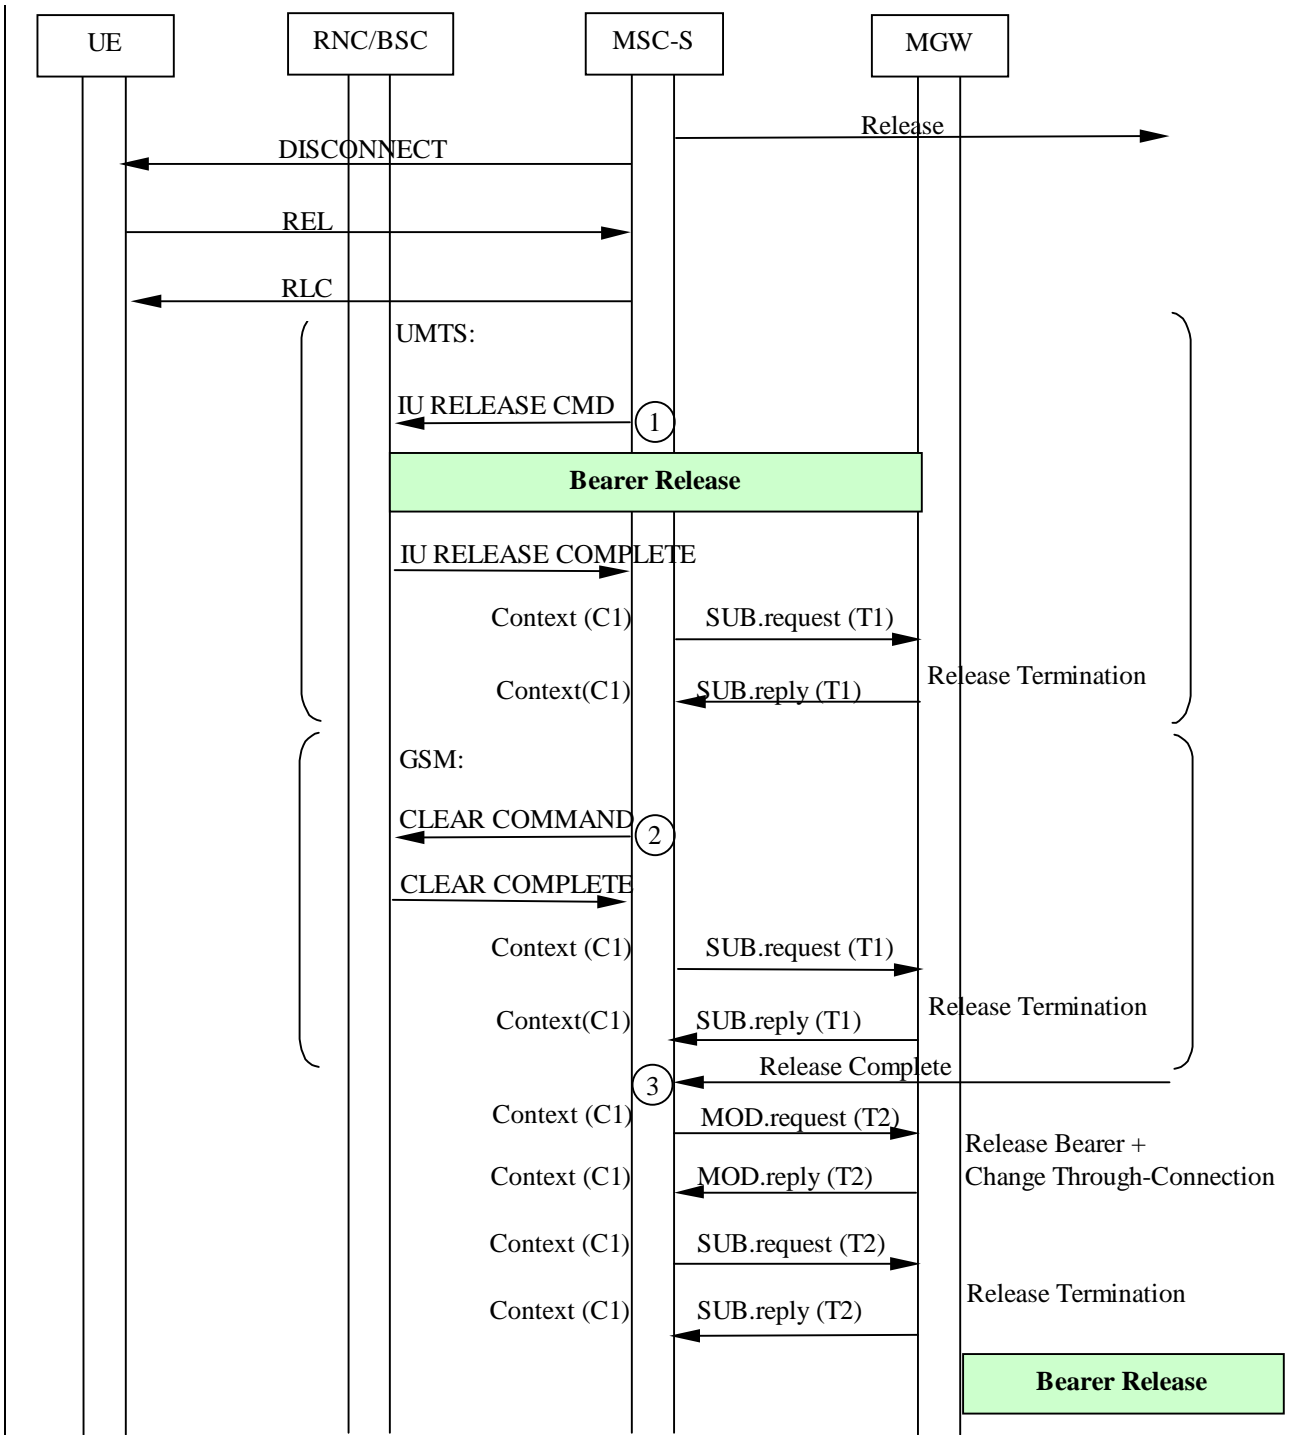 UE
RNC/BSC
MSC-S
MGW
Release
DISCONNECT
REL
RLC
UMTS:
IU RELEASE CMD
1
Bearer Release
IU RELEASE COMPLETE
Context (C1)
SUB.request (T1)
Release Termination
Context(C1)
SUB.reply (T1)
GSM:
CLEAR COMMAND
2
CLEAR COMPLETE
Context (C1)
SUB.request (T1)
Release Termination
Context(C1)
SUB.reply (T1)
Release Complete
3
Context (C1)
MOD.request (T2)
Release Bearer +
Change Through-Connection
Context (C1)
MOD.reply (T2)
Context (C1)
SUB.request (T2)
Release Termination
Context (C1)
SUB.reply (T2)
Bearer Release